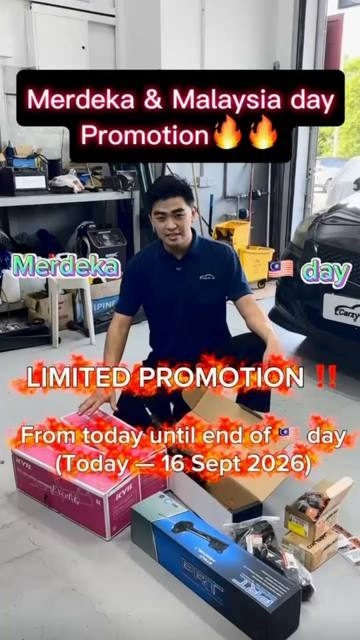 Merdeka & Malaysia day
Promotion🔥🔥
Merdeka 🇲🇾 day
LIMITED PROMOTION ‼️
From today until end of 🇲🇾 day
(Today — 16 Sept 2026)
KYB
KYB